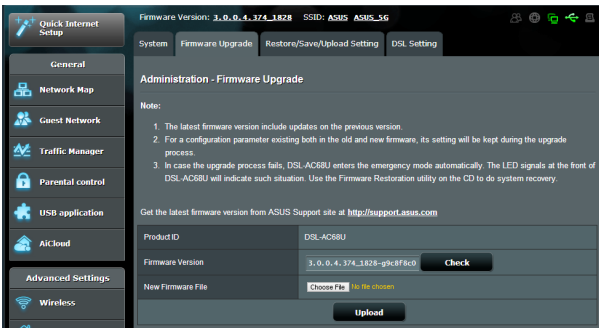 Quick Internet
Setup
Firmware Version: 3.0.0.4.374_1828 SSID: ASUS ASUS_5G
System Firmware Upgrade Restore/Save/Upload Setting DSL Setting
General
Network Map
Guest Network
Traffic Manager
Parental control
USB application
AiCloud
Advanced Settings
Wireless
Administration - Firmware Upgrade
Note:
1. The latest firmware version include updates on the previous version.
2. For a configuration parameter existing both in the old and new firmware, its setting will be kept during the upgrade
process.
3. In case the upgrade process fails, DSL-AC68U enters the emergency mode automatically. The LED signals at the front of
DSL-AC68U will indicate such situation. Use the Firmware Restoration utility on the CD to do system recovery.
Get the latest firmware version from ASUS Support site at http://support.asus.com
Product ID DSL-AC68U
Firmware Version 3.0.0.4.374_1828-g9c8f8c0 Check
New Firmware File Choose File No file chosen
Upload